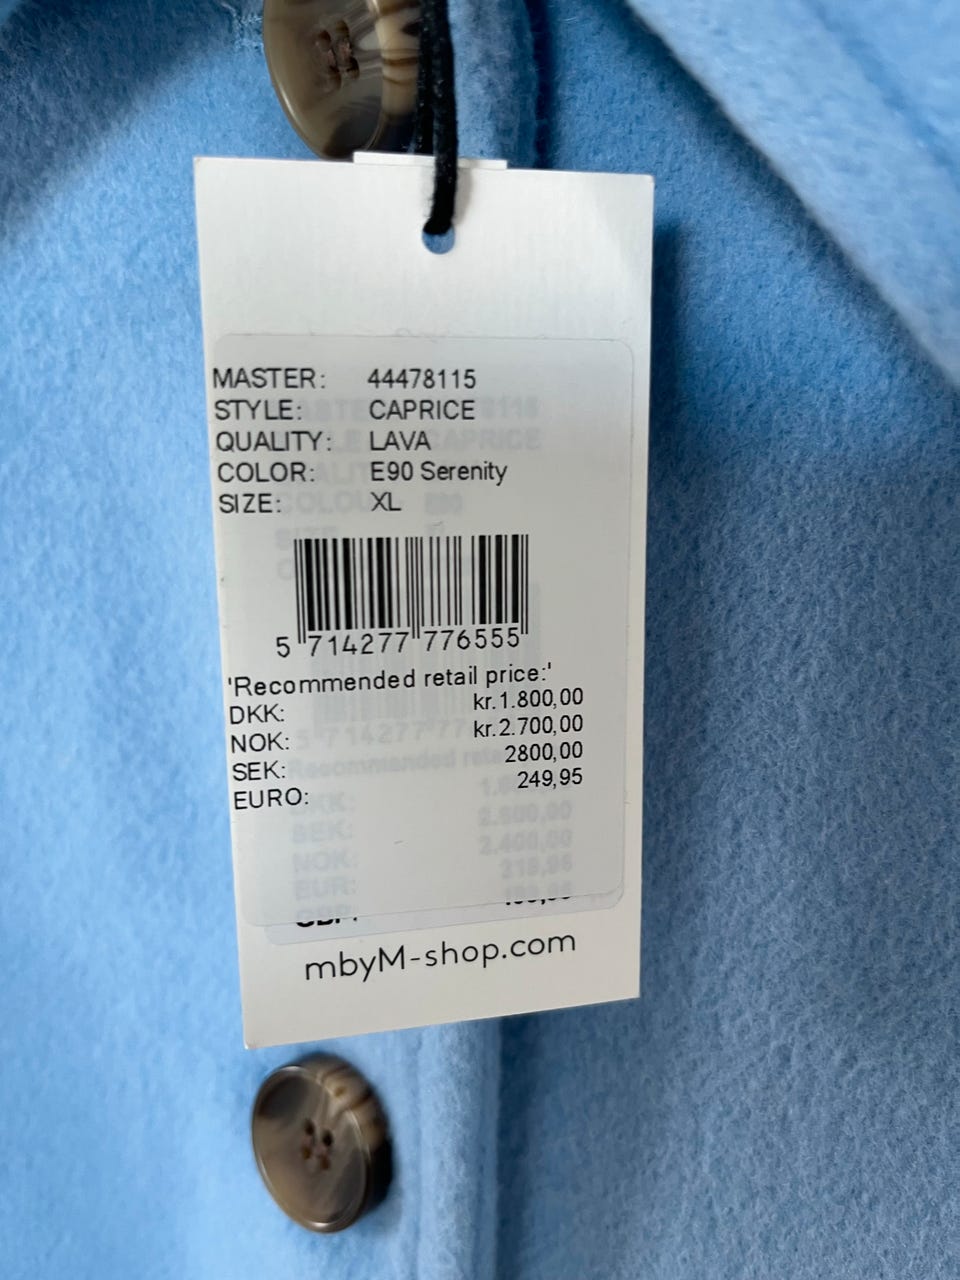 MASTER: 44478115
STYLE: CAPRICE
QUALITY: LAVA
COLOR: E90 Serenity
SIZE: XL
5 714277 776555
'Recommended retail price:'
DKK: kr.1.800,00
NOK: kr.2.700,00
SEK: 2800,00
EURO: 249,95
mbyM-shop.com